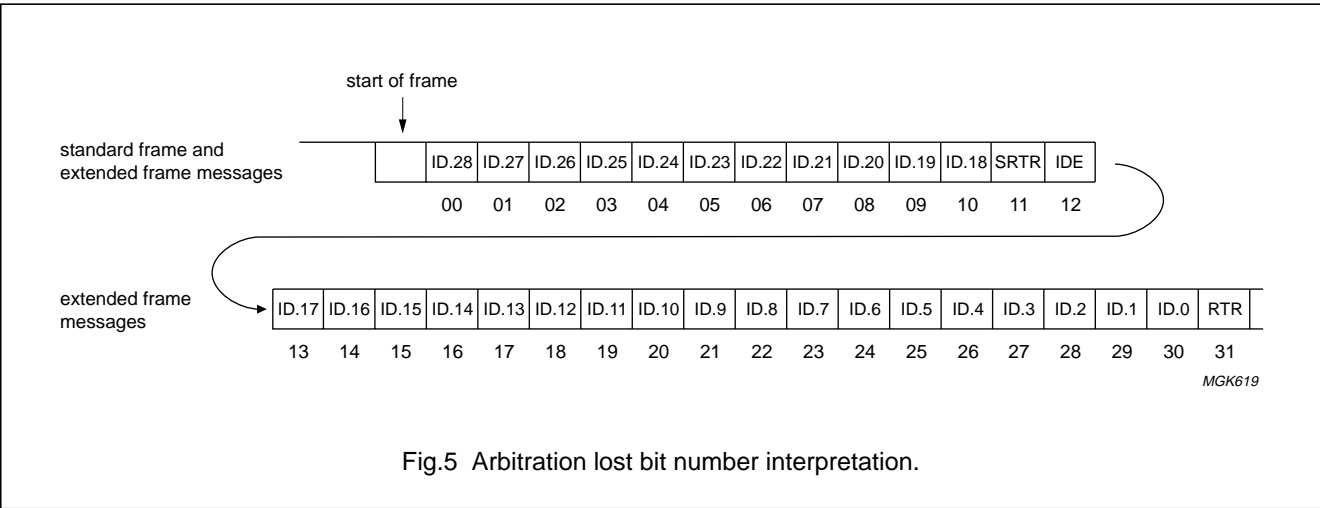 start of frame
standard frame and
extended frame messages
ID.28 ID.27 ID.26 ID.25 ID.24 ID.23 ID.22 ID.21 ID.20 ID.19 ID.18 SRTR IDE
00 01 02 03 04 05 06 07 08 09 10 11 12
extended frame
messages
ID.17 ID.16 ID.15 ID.14 ID.13 ID.12 ID.11 ID.10 ID.9 ID.8 ID.7 ID.6 ID.5 ID.4 ID.3 ID.2 ID.1 ID.0 RTR
13 14 15 16 17 18 19 20 21 22 23 24 25 26 27 28 29 30 31
MGK619
Fig.5 Arbitration lost bit number interpretation.